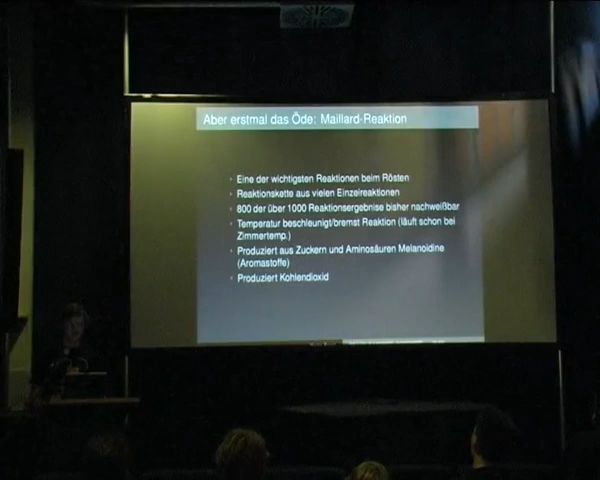 Aber erstmal das Öde: Maillard-Reaktion
Eine der wichtigsten Reaktionen beim Rösten
Reaktionskette aus vielen Einzelreaktionen
800 der über 1000 Reaktionsergebnise bisher nachweißbar
Temperatur beschleunigt/bremst Reaktion (läuft schon bei
Zimmertemp.)
Produziert aus Zuckern und Aminosäuren Melanoidine
(Aromastoffe)
Produziert Kohlendioxid